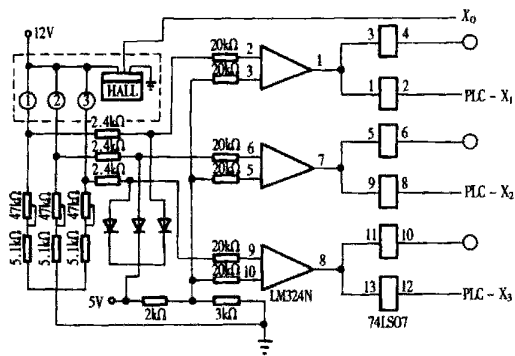 X₀
12V
3 4
20kΩ 2
1
20kΩ 3
HALL
① ② ③
1 2
PLC-X₁
2.4kΩ
2.4kΩ
2.4kΩ
20kΩ 6
7
20kΩ 5
5 6
9 8
PLC-X₂
47kΩ 47kΩ 47kΩ
5.1kΩ 5.1kΩ 5.1kΩ
20kΩ 9
8
20kΩ 10
LM324N
11 10
13 12
PLC-X₃
5V
2kΩ
3kΩ
74LS07